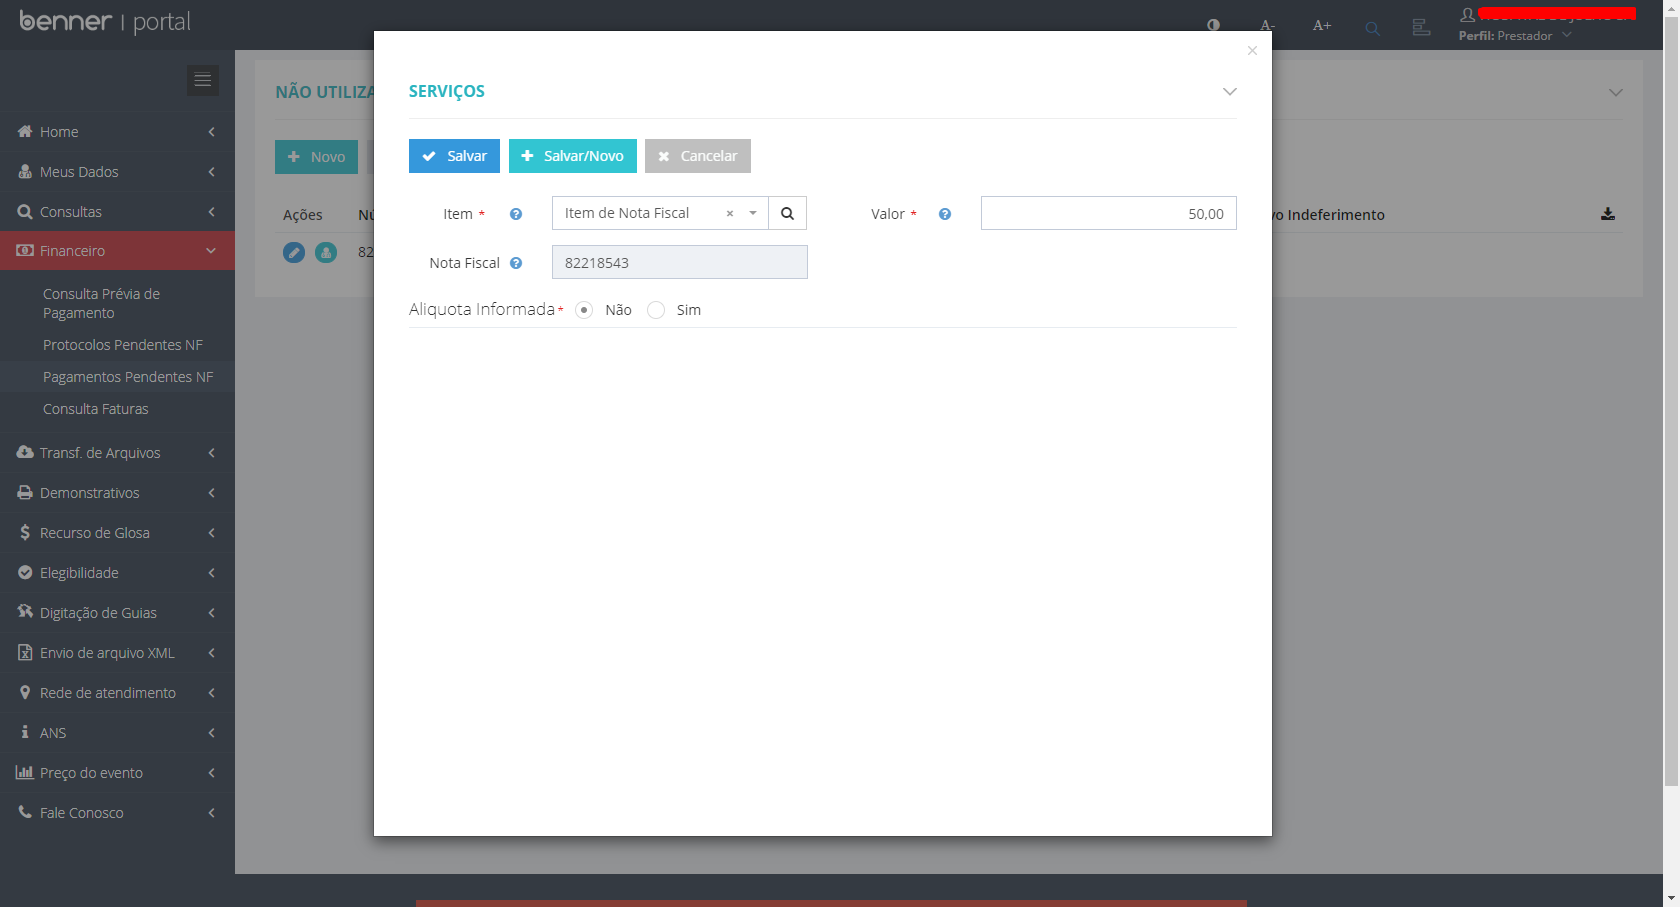 benner | portal
A-
A+
Perfil: Prestador
Home
Meus Dados
Consultas
Financeiro
Consulta Prévia de
Pagamento
Protocolos Pendentes NF
Pagamentos Pendentes NF
Consulta Faturas
Transf. de Arquivos
Demonstrativos
Recurso de Glosa
Elegibilidade
Digitação de Guias
Envio de arquivo XML
Rede de atendimento
ANS
Preço do evento
Fale Conosco
NÃO UTILIZA
Novo
Ações
Nú
82
vo Indeferimento
×
SERVIÇOS
Salvar
Salvar/Novo
Cancelar
Item *
Item de Nota Fiscal ×
Valor *
50,00
Nota Fiscal
82218543
Aliquota Informada* Não Sim